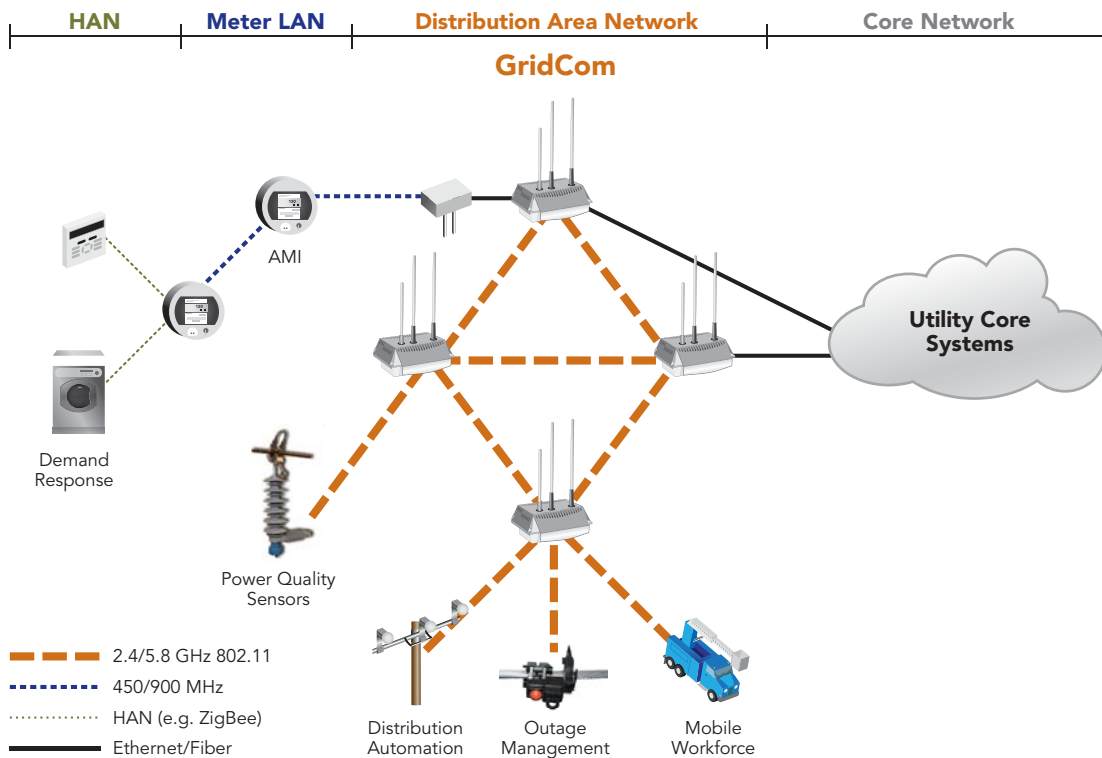 HAN
Meter LAN
Distribution Area Network
Core Network
GridCom
AMI
Utility Core
Systems
Demand
Response
Power Quality
Sensors
2.4/5.8 GHz 802.11
450/900 MHz
HAN (e.g. ZigBee)
Ethernet/Fiber
Distribution
Automation
Outage
Management
Mobile
Workforce